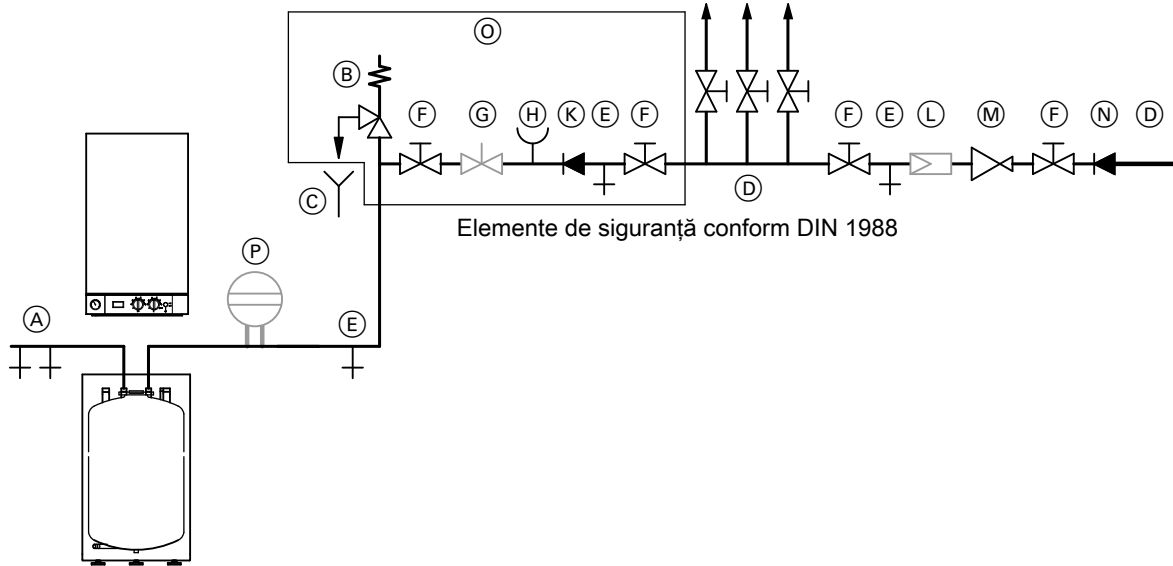 O
B
F G H K E F F E L M F N D
C
D
Elemente de siguranță conform DIN 1988
P
A
E